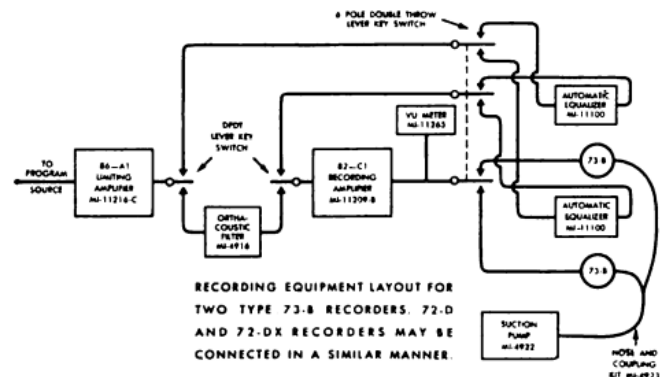 6 POLE DOUBLE THROW
LEVER KEY SWITCH
AUTOMATIC
EQUALIZER
MI-11100
VU METER
MI-11265
DPDT
LEVER KEY
SWITCH
TO
PROGRAM
SOURCE
86-A1
LIMITING
AMPLIFIER
MI-11216-C
82-C1
RECORDING
AMPLIFIER
MI-11209-B
73-B
ORTHA-
COUSTIC
FILTER
MI-4916
AUTOMATIC
EQUALIZER
MI-11100
73-B
RECORDING EQUIPMENT LAYOUT FOR
TWO TYPE 73-B RECORDERS. 72-D
AND 72-DX RECORDERS MAY BE
CONNECTED IN A SIMILAR MANNER.
SUCTION
PUMP
MI-4922
HOSE AND
COUPLING
KIT MI-4923